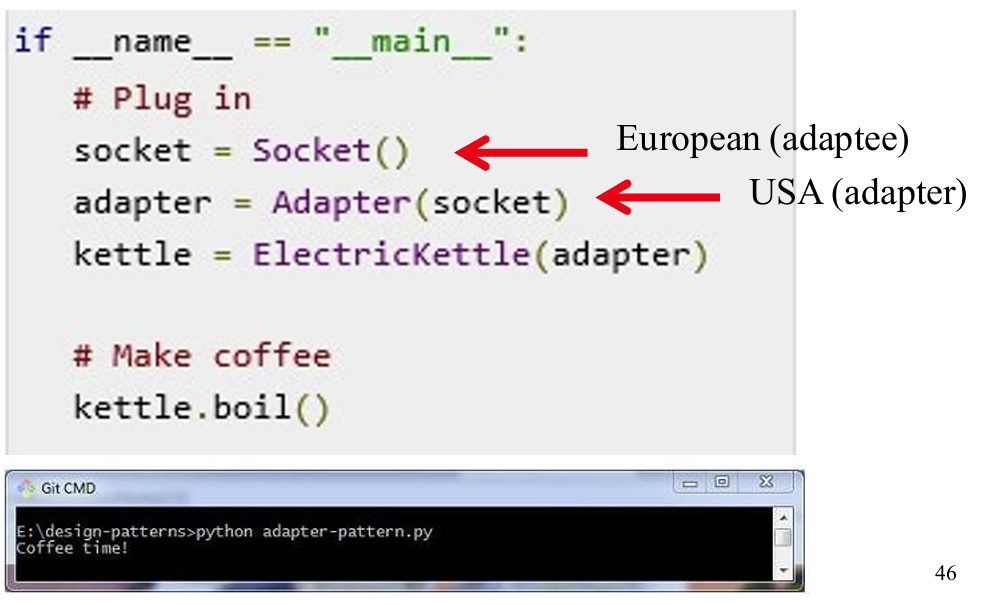 if __name__ == "__main__":
# Plug in
socket = Socket()
European (adaptee)
adapter = Adapter(socket)
USA (adapter)
kettle = ElectricKettle(adapter)
# Make coffee
kettle.boil()
Git CMD
E:\design-patterns>python adapter-pattern.py
Coffee time!
46